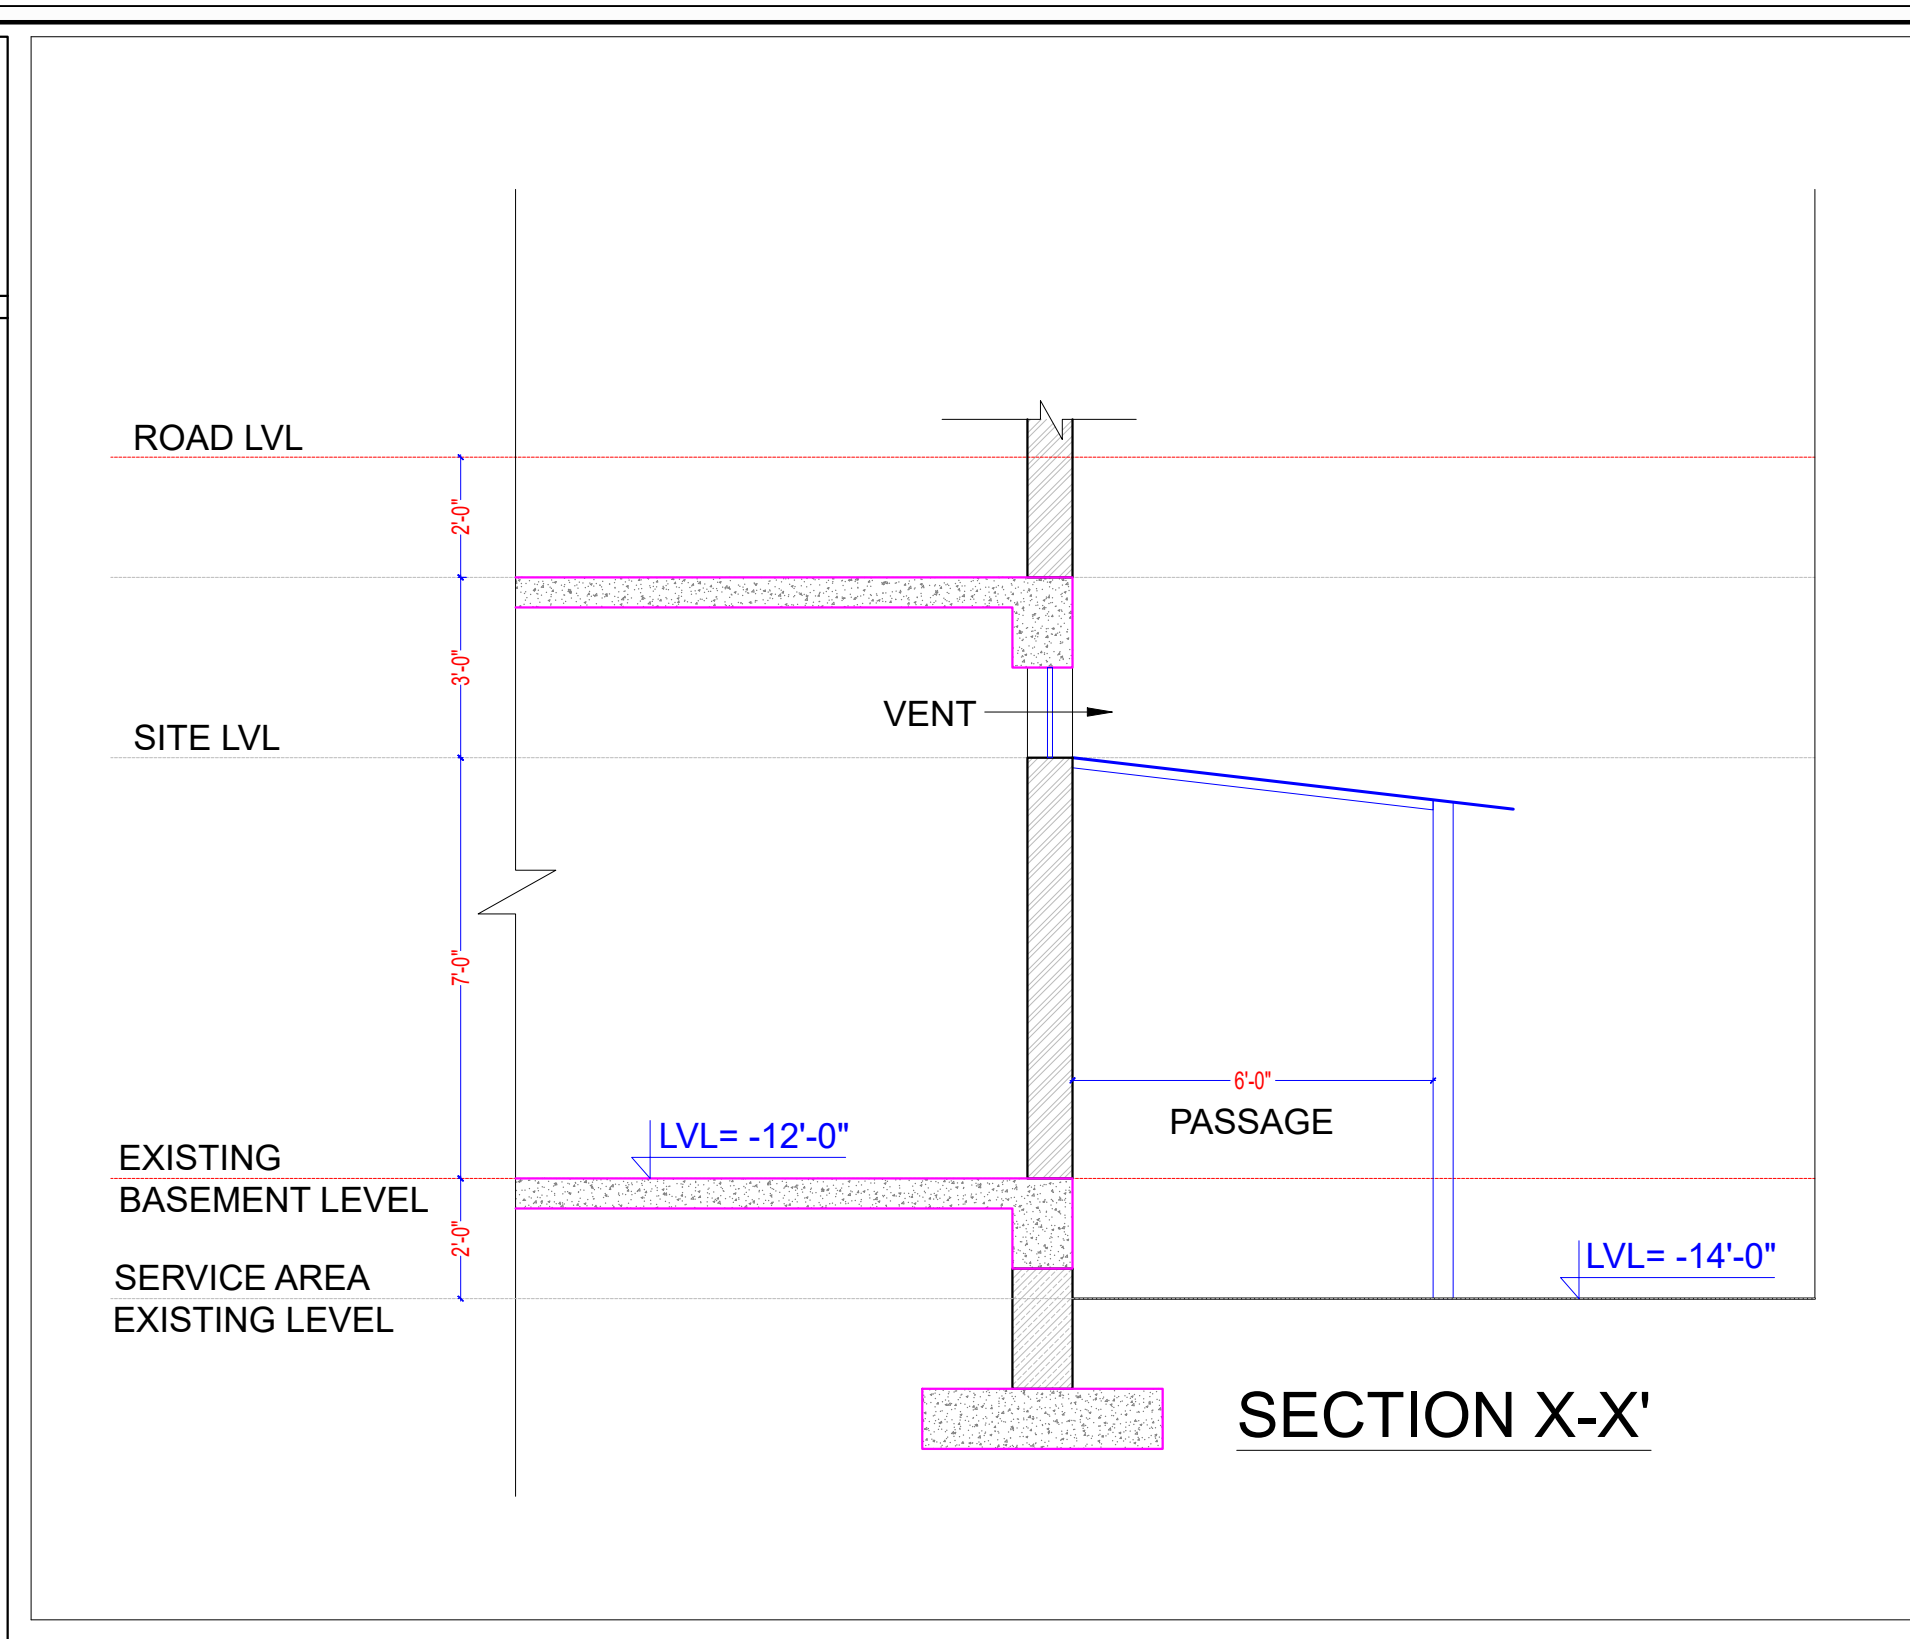 ROAD LVL
2'-0"
3'-0"
VENT
SITE LVL
7'-0"
6'-0"
PASSAGE
LVL= -12'-0"
EXISTING
BASEMENT LEVEL
2'-0"
LVL= -14'-0"
SERVICE AREA
EXISTING LEVEL
SECTION X-X'